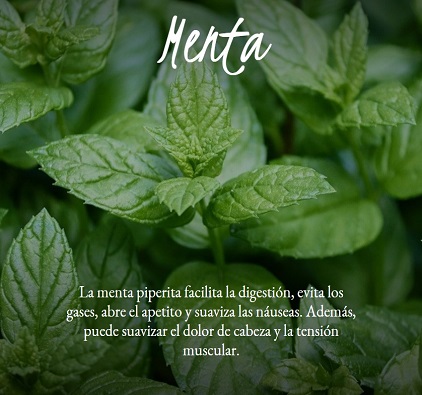 Menta
La menta piperita facilita la digestión, evita los
gases, abre el apetito y suaviza las náuseas. Además,
puede suavizar el dolor de cabeza y la tensión
muscular.